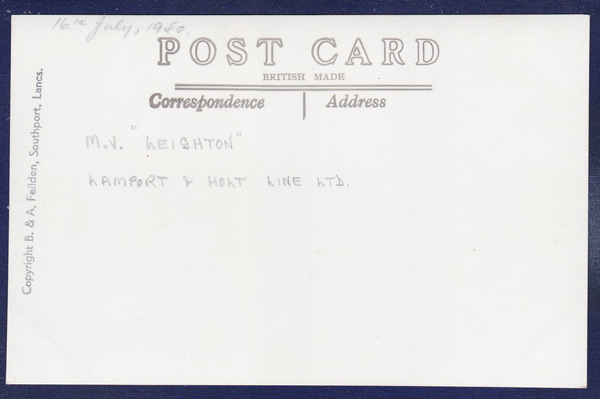 16th July, 1960.
POST CARD
BRITISH MADE
Correspondence
Address
M.V. "LEIGHTON"
LAMPORT & HOLT LINE LTD.
Copyright B. & A. Feilden, Southport, Lancs.